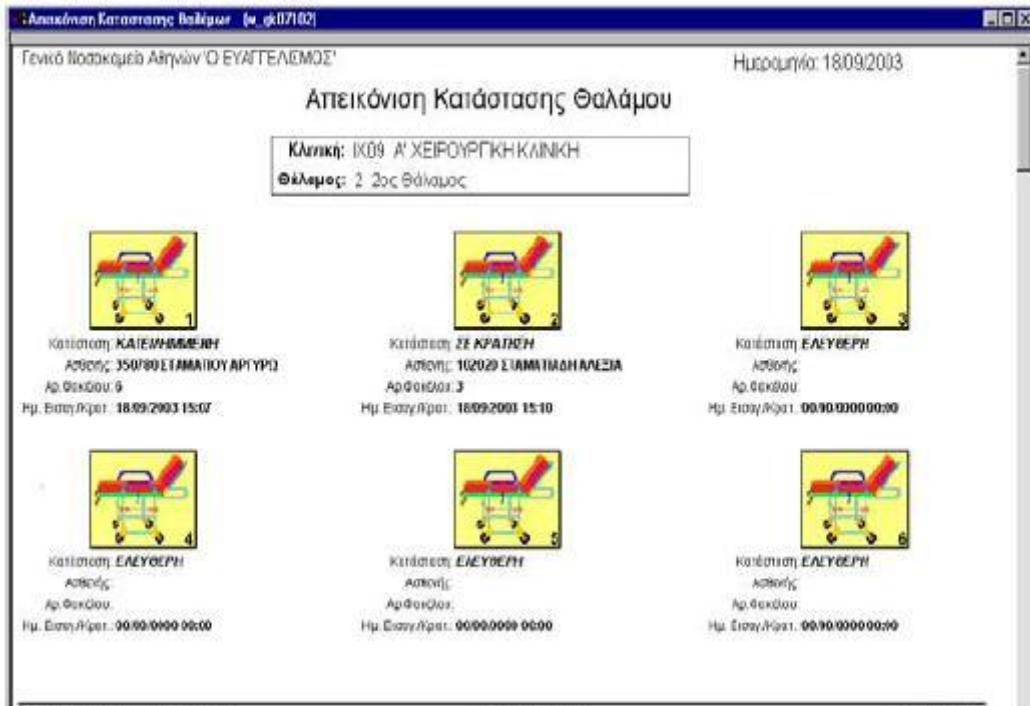 Απεικόνιση Κατάστασης Θαλάμων (w_gk07102)
Γενικό Νοσοκομείο Αθηνών 'Ο ΕΥΑΓΓΕΛΙΣΜΟΣ' Ημερομηνία: 18/09/2003
Απεικόνιση Κατάστασης Θαλάμου
Κλινική: ΙΧ09 Α' ΧΕΙΡΟΥΡΓΙΚΗ ΚΛΙΝΙΚΗ
Θάλαμος: 2 2ος Θάλαμος
1 2 3
Κατάσταση: ΚΑΤΕΙΛΗΜΜΕΝΗ Κατάσταση: ΣΕ ΚΡΑΤΗΣΗ Κατάσταση: ΕΛΕΥΘΕΡΗ
Ασθενής: 350780 ΣΤΑΜΑΤΙΟΥ ΑΡΓΥΡΩ Ασθενής: 102020 ΣΤΑΜΑΤΙΑΔΗ ΑΛΕΞΙΑ Ασθενής:
Αρ.Φακέλου: 6 Αρ.Φακέλου: 3 Αρ.Φακέλου:
Ημ. Εισαγ./Κρατ.: 18/09/2003 15:07 Ημ. Εισαγ./Κρατ.: 18/09/2003 15:10 Ημ. Εισαγ./Κρατ.: 00/00/0000 00:00
4 5 6
Κατάσταση: ΕΛΕΥΘΕΡΗ Κατάσταση: ΕΛΕΥΘΕΡΗ Κατάσταση: ΕΛΕΥΘΕΡΗ
Ασθενής: Ασθενής: Ασθενής:
Αρ.Φακέλου: Αρ.Φακέλου: Αρ.Φακέλου:
Ημ. Εισαγ./Κρατ.: 00/00/0000 00:00 Ημ. Εισαγ./Κρατ.: 00/00/0000 00:00 Ημ. Εισαγ./Κρατ.: 00/00/0000 00:00